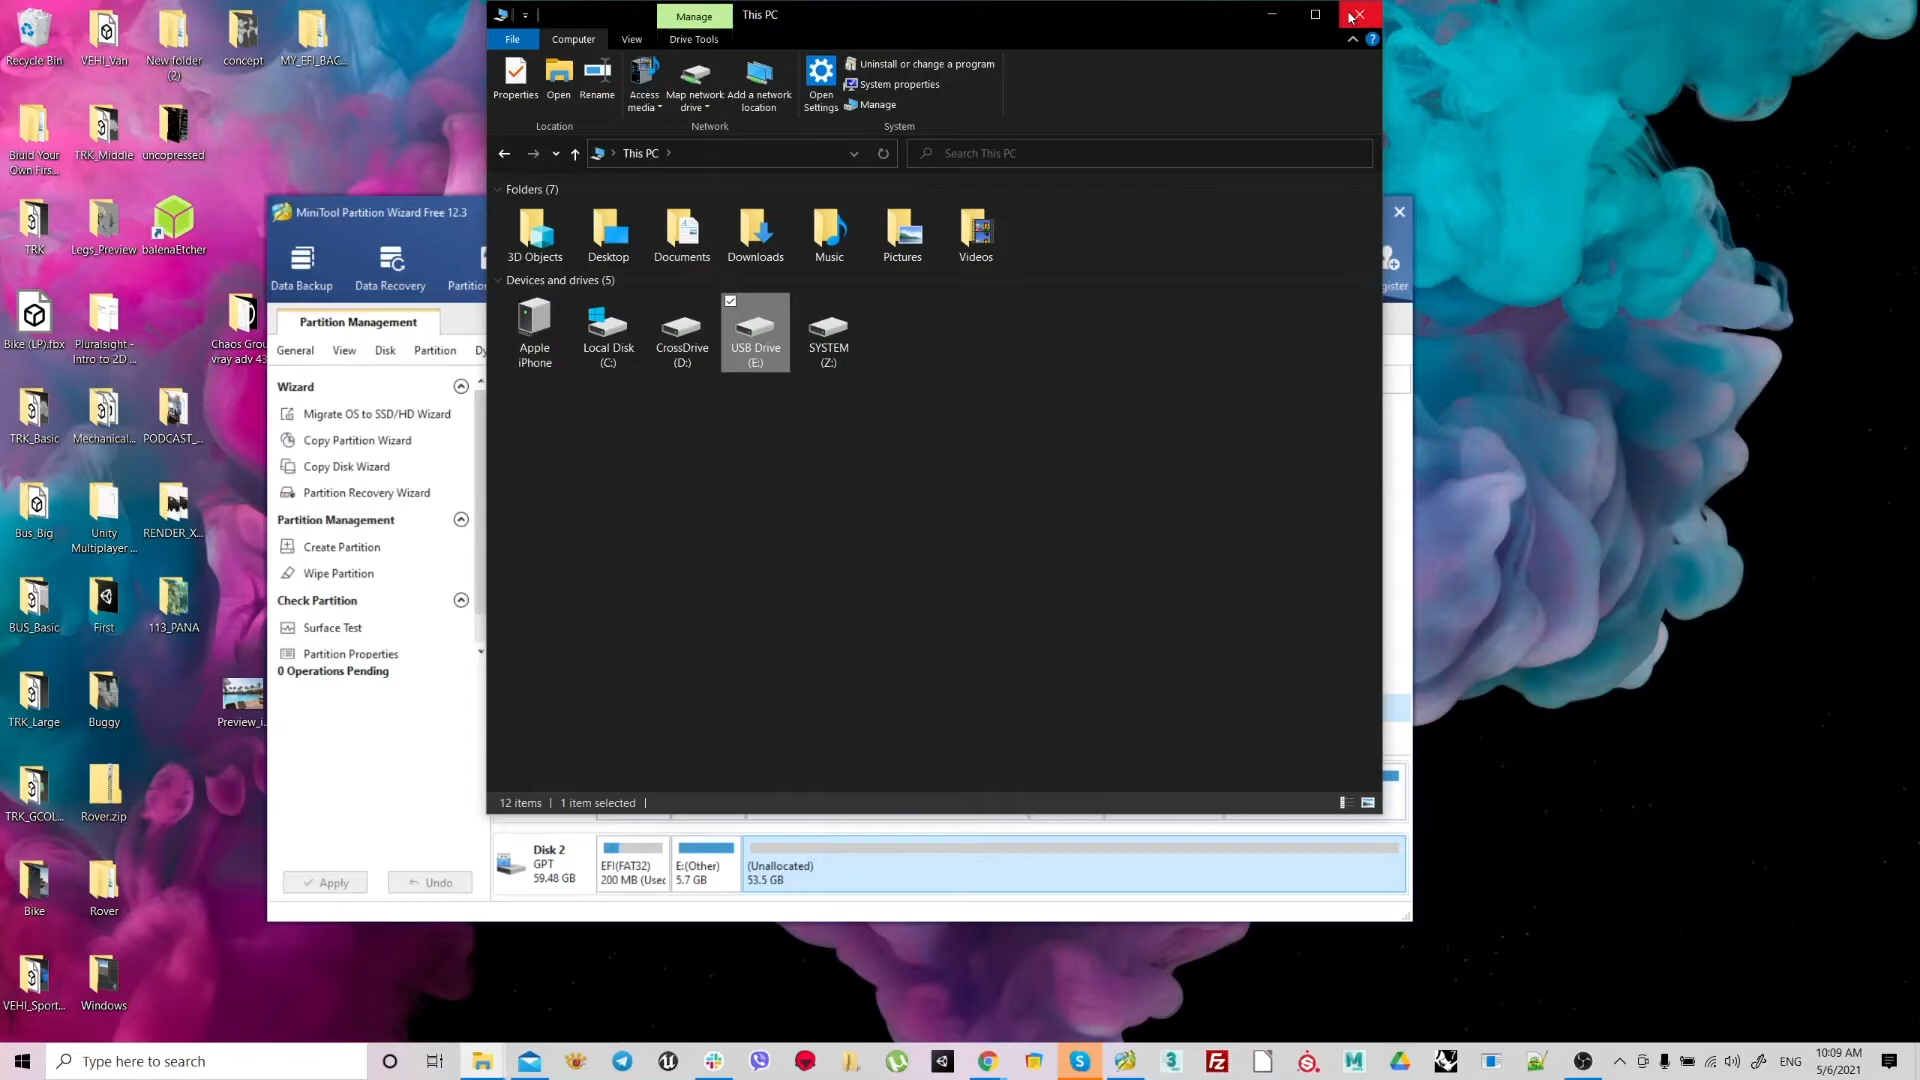 Recycle Bin
VEHI_Van
New folder
(2)
concept
MY_EFI_BAC...
Biuld Your
Own Firs...
TRK_Middle
uncopressed
TRK
Legs_Preview
balenaEtcher
Bike (LP).fbx
Pluralsight -
Intro to 2D ...
Chaos Grou
vray adv 43
TRK_Basic
Mechanical...
PODCAST_...
Bus_Big
Unity
Multiplayer ...
RENDER_X...
BUS_Basic
First
113_PANA
TRK_Large
Buggy
Preview_i...
TRK_GCOL...
Rover.zip
Bike
Rover
VEHI_Sport...
Windows
Manage
This PC
File
Computer
View
Drive Tools
Properties
Open
Rename
Access
media
Map network
drive
Add a network
location
Open
Settings
Uninstall or change a program
System properties
Manage
Location
Network
System
This PC
Search This PC
Folders (7)
3D Objects
Desktop
Documents
Downloads
Music
Pictures
Videos
Devices and drives (5)
Apple
iPhone
Local Disk
(C:)
CrossDrive
(D:)
USB Drive
(E:)
SYSTEM
(Z:)
12 items
1 item selected
MiniTool Partition Wizard Free 12.3
Data Backup
Data Recovery
Partition
gister
Partition Management
General
View
Disk
Partition
Dy
Wizard
Migrate OS to SSD/HD Wizard
Copy Partition Wizard
Copy Disk Wizard
Partition Recovery Wizard
Partition Management
Create Partition
Wipe Partition
Check Partition
Surface Test
Partition Properties
0 Operations Pending
Apply
Undo
Disk 2
GPT
59.48 GB
EFI(FAT32)
200 MB (Used
E:(Other)
5.7 GB
(Unallocated)
53.5 GB
Type here to search
ENG
10:09 AM
5/6/2021